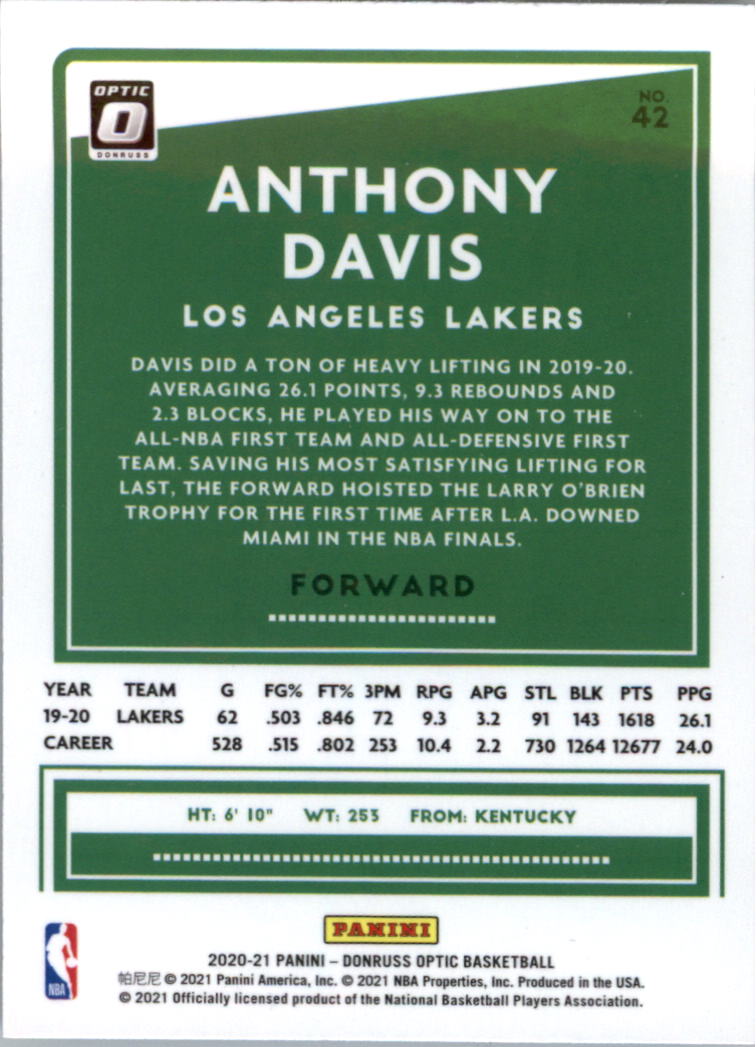 OPTIC
O
DONRUSS
NO.
42
ANTHONY
DAVIS
LOS ANGELES LAKERS
DAVIS DID A TON OF HEAVY LIFTING IN 2019-20.
AVERAGING 26.1 POINTS, 9.3 REBOUNDS AND
2.3 BLOCKS, HE PLAYED HIS WAY ON TO THE
ALL-NBA FIRST TEAM AND ALL-DEFENSIVE FIRST
TEAM. SAVING HIS MOST SATISFYING LIFTING FOR
LAST, THE FORWARD HOISTED THE LARRY O'BRIEN
TROPHY FOR THE FIRST TIME AFTER L.A. DOWNED
MIAMI IN THE NBA FINALS.
FORWARD
YEAR TEAM G FG% FT% 3PM RPG APG STL BLK PTS PPG
19-20 LAKERS 62 .503 .846 72 9.3 3.2 91 143 1618 26.1
CAREER 528 .515 .802 253 10.4 2.2 730 1264 12677 24.0
HT: 6' 10" WT: 253 FROM: KENTUCKY
PANINI
2020-21 PANINI – DONRUSS OPTIC BASKETBALL
帕尼尼 © 2021 Panini America, Inc. © 2021 NBA Properties, Inc. Produced in the USA.
© 2021 Officially licensed product of the National Basketball Players Association.
NBA